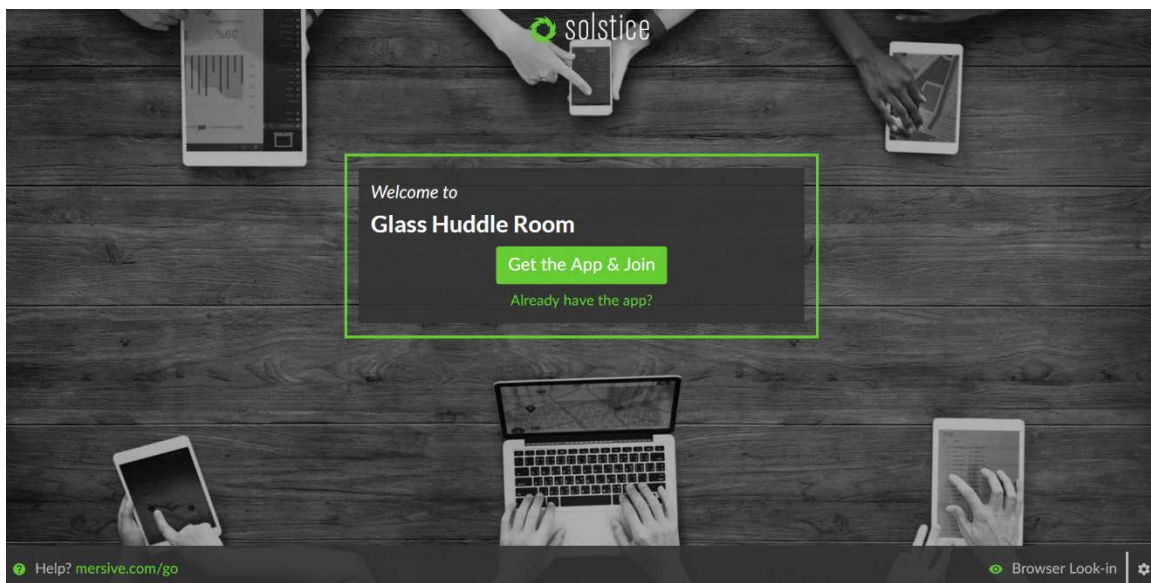 solstice
Welcome to
Glass Huddle Room
Get the App & Join
Already have the app?
Help? mersive.com/go
Browser Look-in